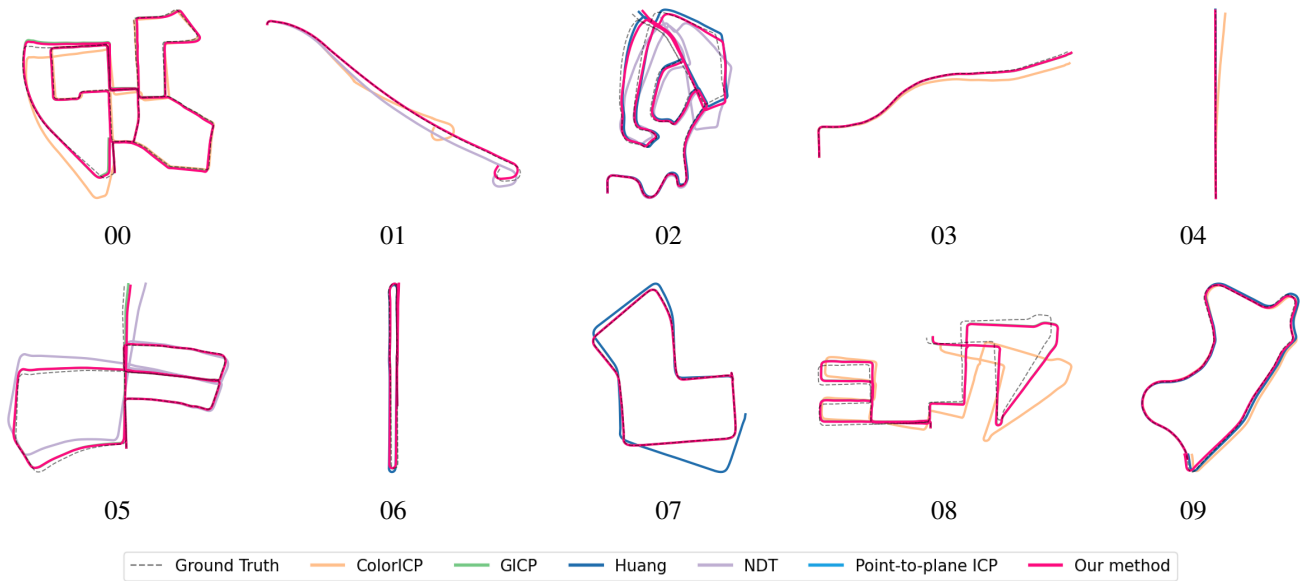 00 01 02 03 04
05 06 07 08 09
Ground Truth ColorICP GICP Huang NDT Point-to-plane ICP Our method